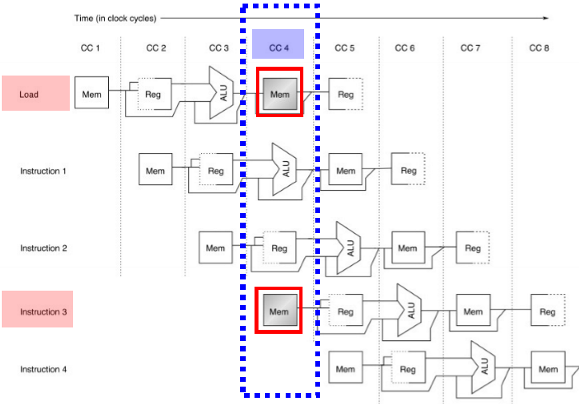 Time (in clock cycles)
CC 1 CC 2 CC 3 CC 4 CC 5 CC 6 CC 7 CC 8
Load Mem Reg ALU Mem Reg
Instruction 1 Mem Reg ALU Mem Reg
Instruction 2 Mem Reg ALU Mem Reg
Instruction 3 Mem Reg ALU Mem Reg
Instruction 4 Mem Reg ALU Mem